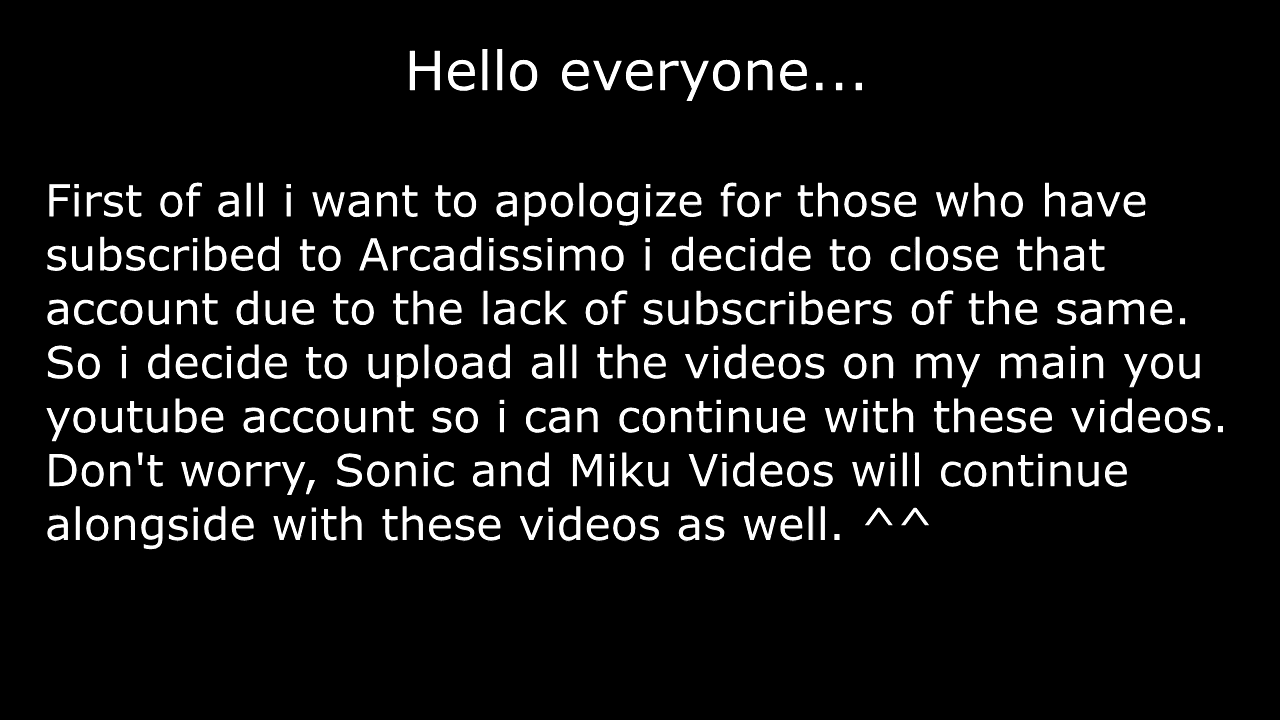 Hello everyone...
First of all i want to apologize for those who have
subscribed to Arcadissimo i decide to close that
account due to the lack of subscribers of the same.
So i decide to upload all the videos on my main you
youtube account so i can continue with these videos.
Don't worry, Sonic and Miku Videos will continue
alongside with these videos as well. ^^